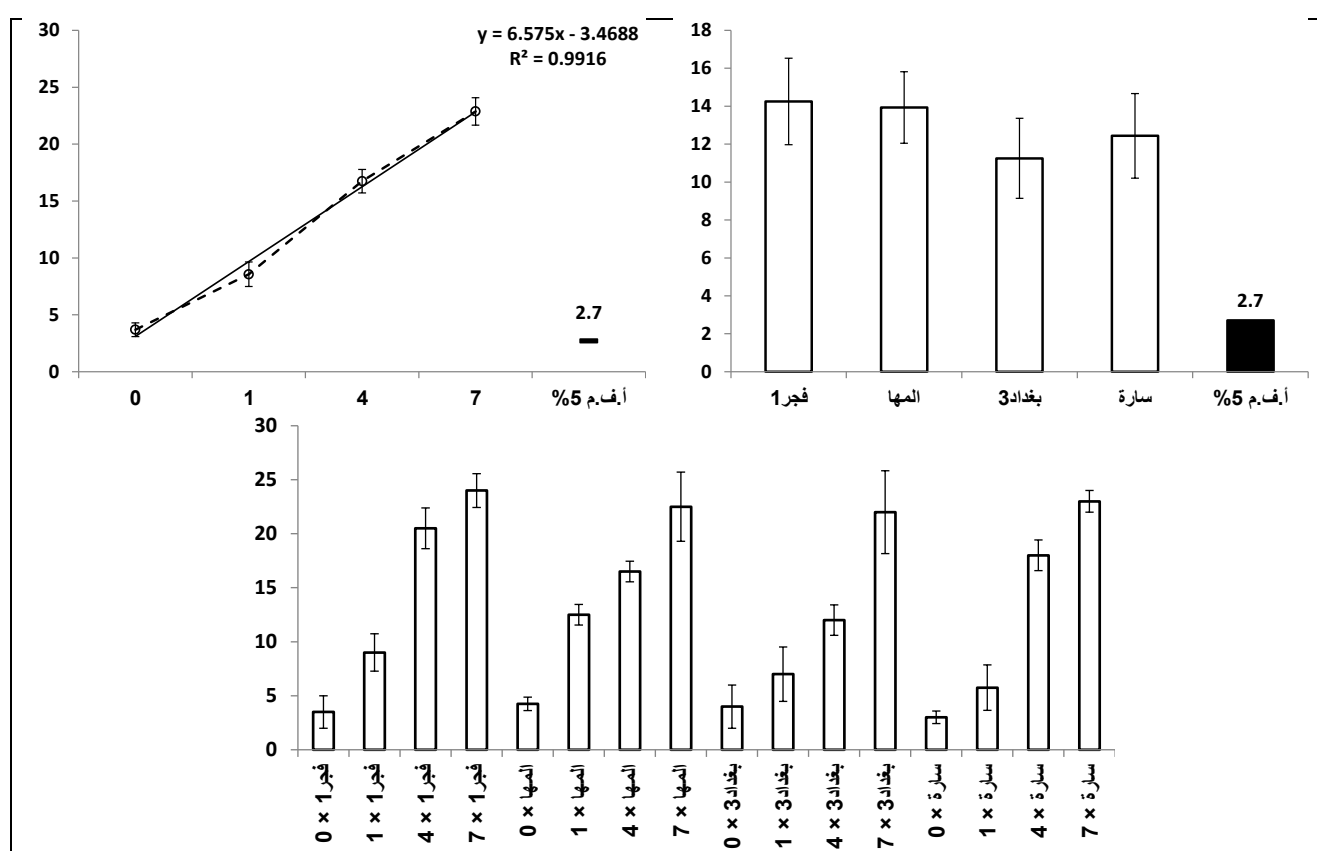 y = 6.575x - 3.4688
R² = 0.9916
30
25
20
15
10
5
0
2.7
0 1 4 7 أ.ف.م 5%
18
16
14
12
10
8
6
4
2
0
2.7
فجر1 المها بغداد3 سارة أ.ف.م 5%
30
25
20
15
10
5
0
فجر1 × 0
فجر1 × 1
فجر1 × 4
فجر1 × 7
المها × 0
المها × 1
المها × 4
المها × 7
بغداد3 × 0
بغداد3 × 1
بغداد3 × 4
بغداد3 × 7
سارة × 0
سارة × 1
سارة × 4
سارة × 7